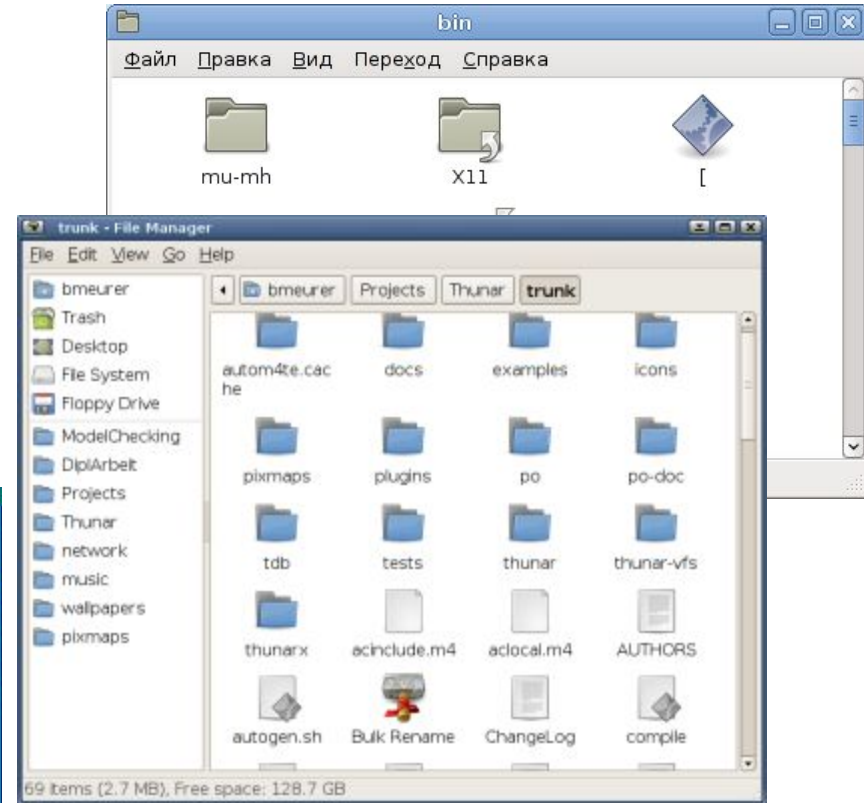 bin
Файл Правка Вид Переход Справка
mu-mh X11 [
trunk - File Manager
File Edit View Go Help
bmeurer
Trash
Desktop
File System
Floppy Drive
ModelChecking
DiplArbeit
Projects
Thunar
network
music
wallpapers
pixmaps
bmeurer Projects Thunar trunk
autom4te.cac docs examples icons
he
pixmaps plugins po po-doc
tdb tests thunar thunar-vfs
thunarx acinclude.m4 aclocal.m4 AUTHORS
autogen.sh Bulk Rename ChangeLog compile
69 items (2.7 MB), Free space: 128.7 GB